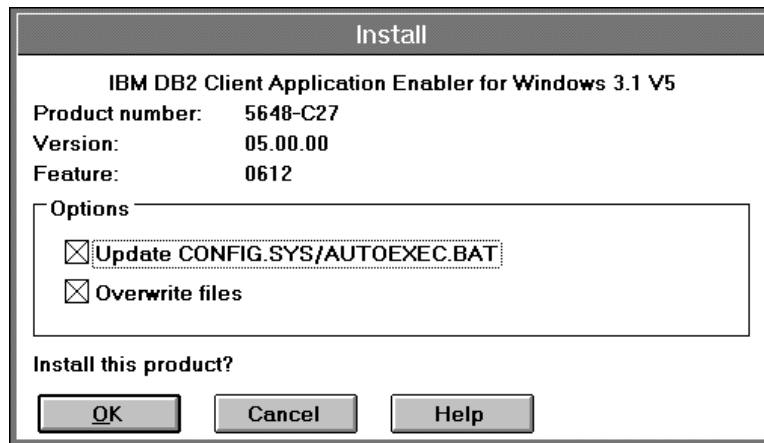 Install
IBM DB2 Client Application Enabler for Windows 3.1 V5
Product number: 5648-C27
Version: 05.00.00
Feature: 0612
Options
Update CONFIG.SYS/AUTOEXEC.BAT
Overwrite files
Install this product?
OK Cancel Help